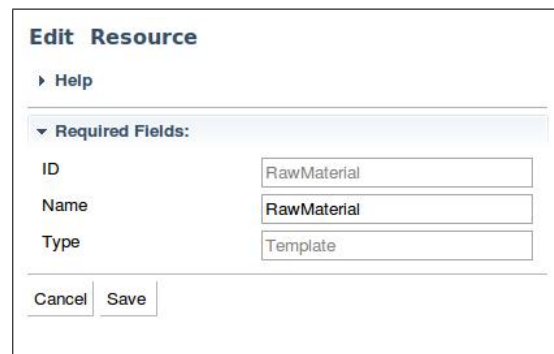 Edit Resource
Help
Required Fields:
ID RawMaterial
Name RawMaterial
Type Template
Cancel Save